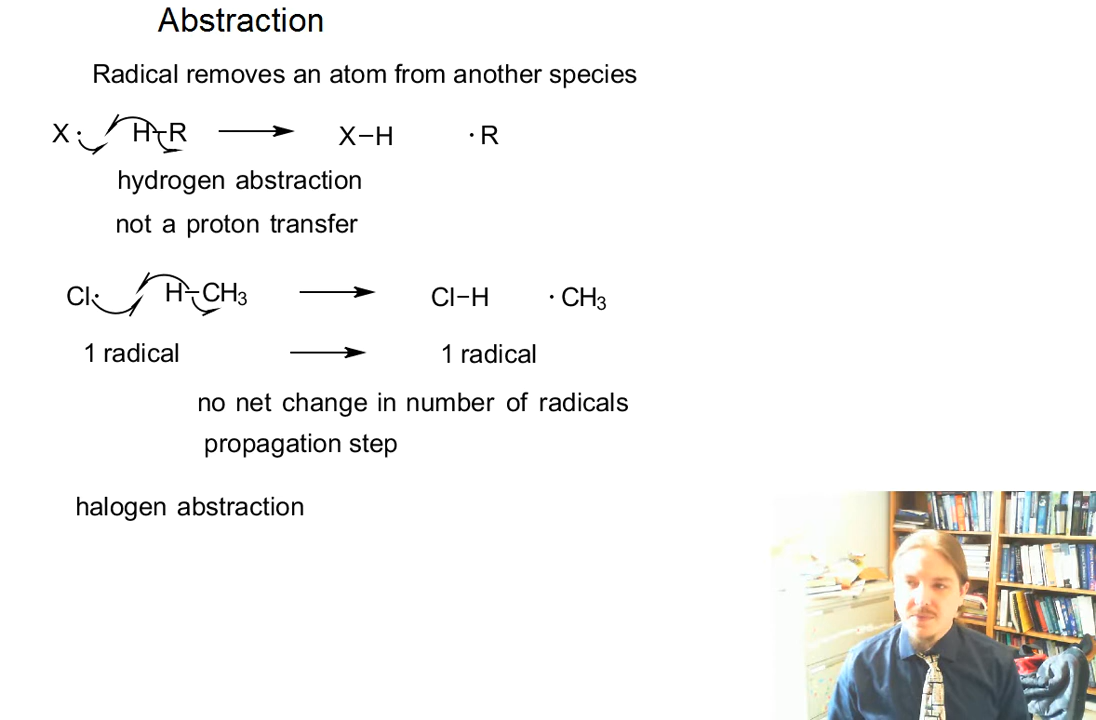 Abstraction
Radical removes an atom from another species
X· H–R → X–H ·R
hydrogen abstraction
not a proton transfer
Cl· H–CH₃ → Cl–H ·CH₃
1 radical → 1 radical
no net change in number of radicals
propagation step
halogen abstraction